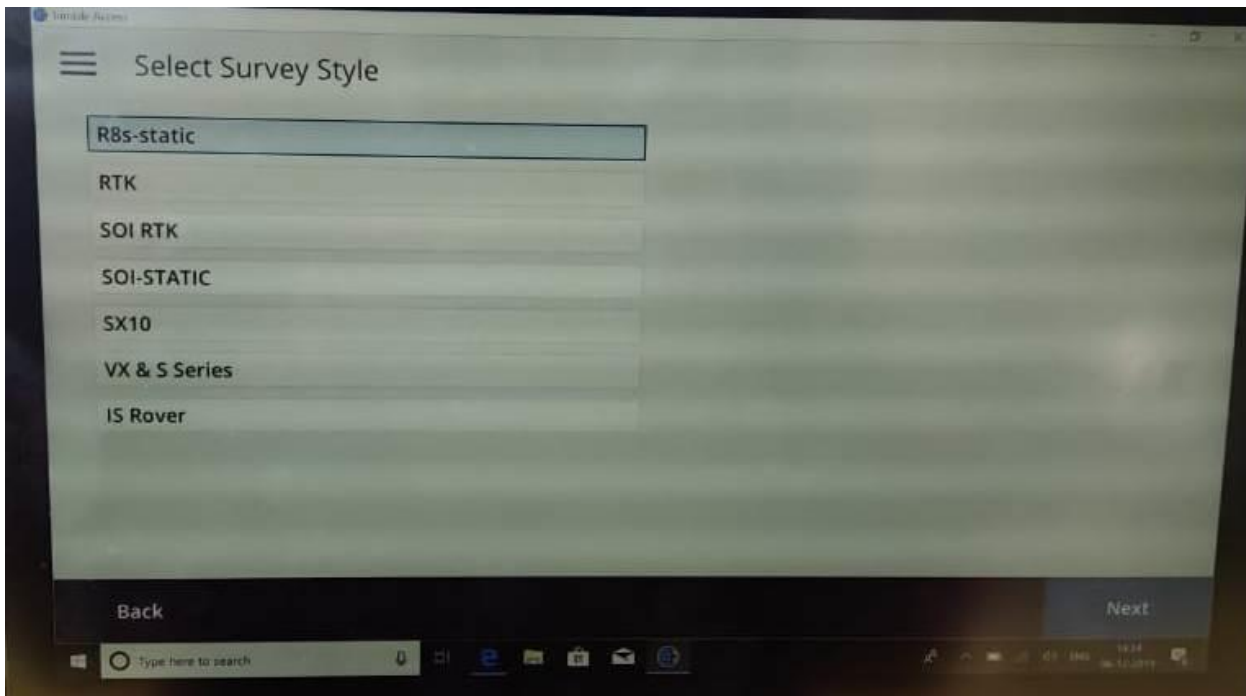 Select Survey Style
R8s-static
RTK
SOI RTK
SOI-STATIC
SX10
VX & S Series
IS Rover
Back
Next
Type here to search